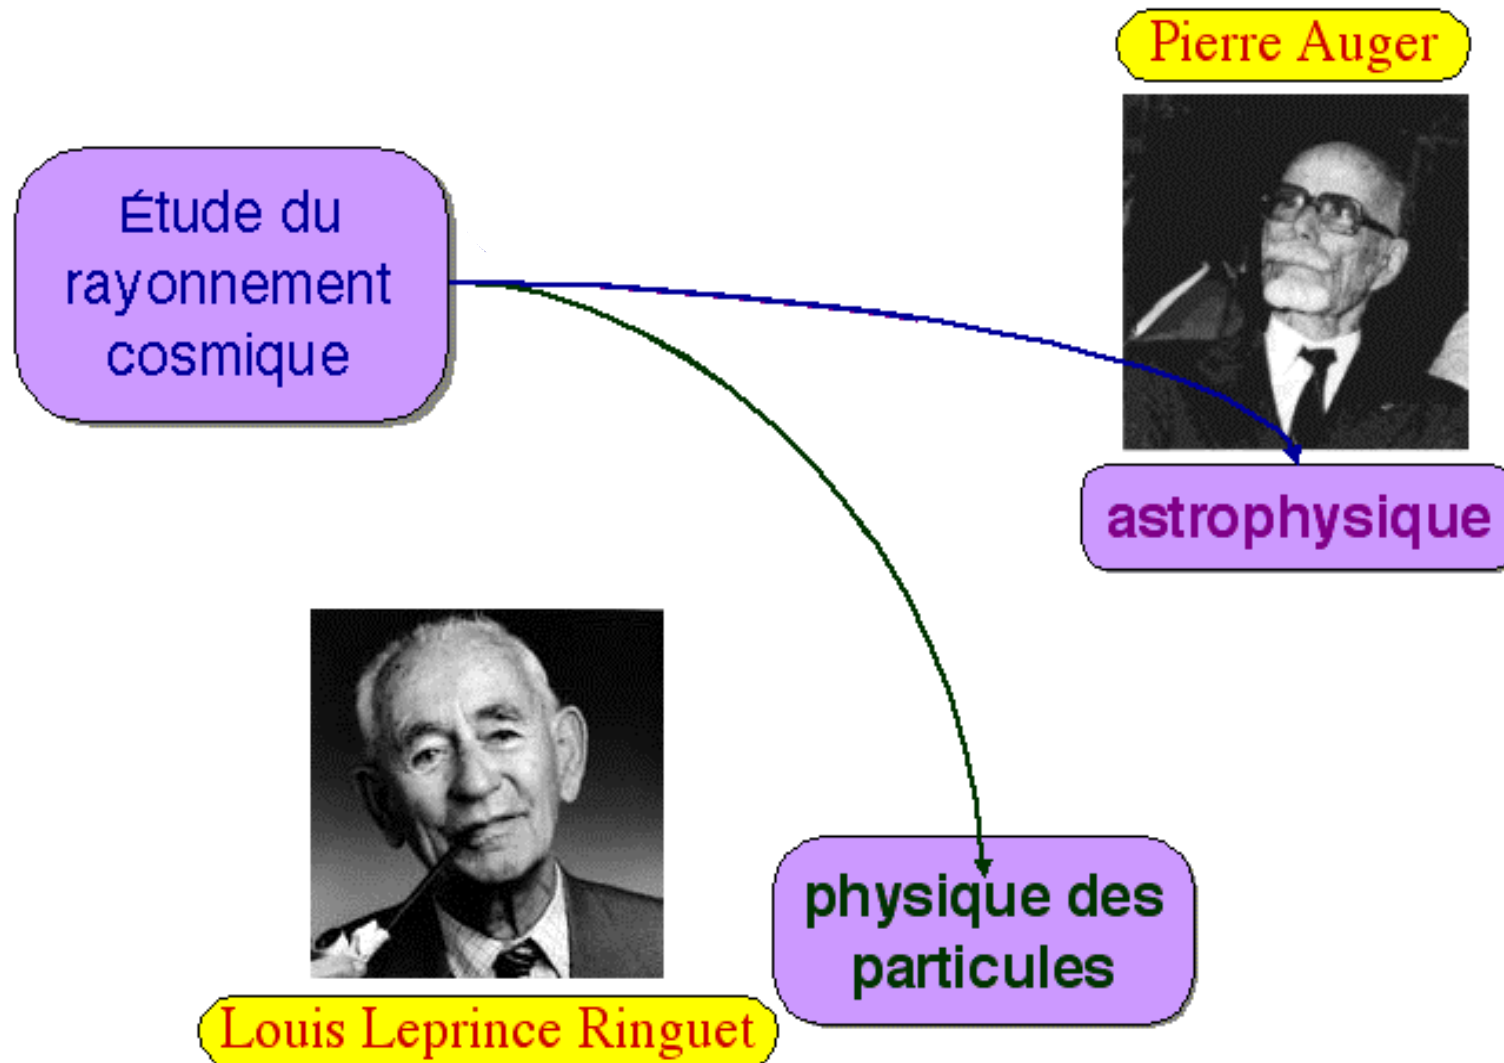 Pierre Auger
Étude du
rayonnement
cosmique
astrophysique
physique des
particules
Louis Leprince Ringuet